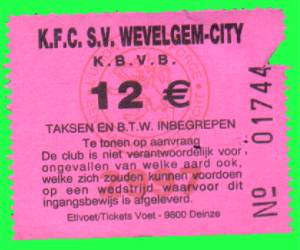 K.F.C. S.V. WEVELGEM-CITY
K.B.V.B.
12 €
TAKSEN EN B.T.W. INBEGREPEN
Te tonen op aanvraag
De club is niet verantwoordelijk voor
ongevallen van welke aard ook,
welke zich zouden kunnen voordoen
op een wedstrijd waarvoor dit
ingangsbewijs is afgeleverd.
Etivoet/Tickets Voet - 9800 Deinze
Nº 01744